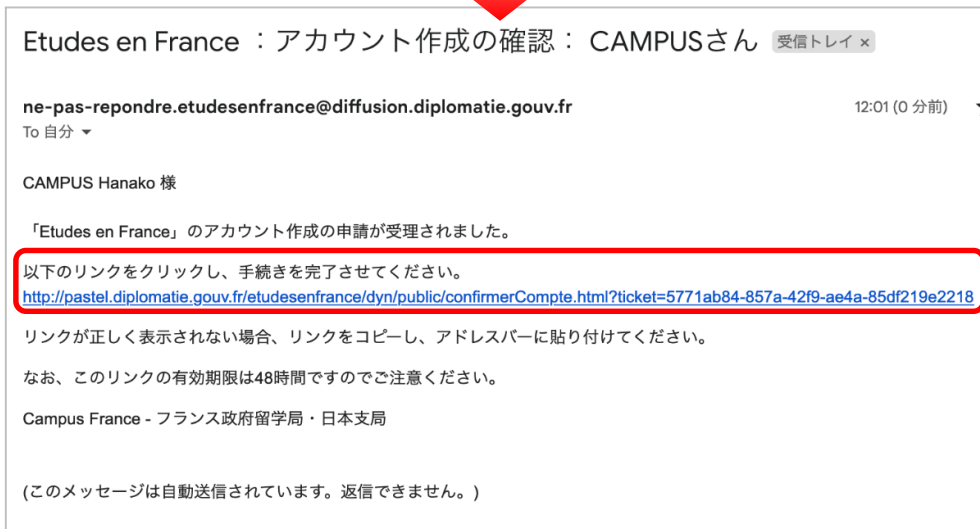 Etudes en France ：アカウント作成の確認： CAMPUSさん 受信トレイ ×
ne-pas-repondre.etudesenfrance@diffusion.diplomatie.gouv.fr 12:01 (0 分前)
To 自分
CAMPUS Hanako 様
「Etudes en France」のアカウント作成の申請が受理されました。
以下のリンクをクリックし、手続きを完了させてください。
http://pastel.diplomatie.gouv.fr/etudesenfrance/dyn/public/confirmerCompte.html?ticket=5771ab84-857a-42f9-ae4a-85df219e2218
リンクが正しく表示されない場合、リンクをコピーし、アドレスバーに貼り付けてください。
なお、このリンクの有効期限は48時間ですのでご注意ください。
Campus France - フランス政府留学局・日本支局
(このメッセージは自動送信されています。返信できません。)